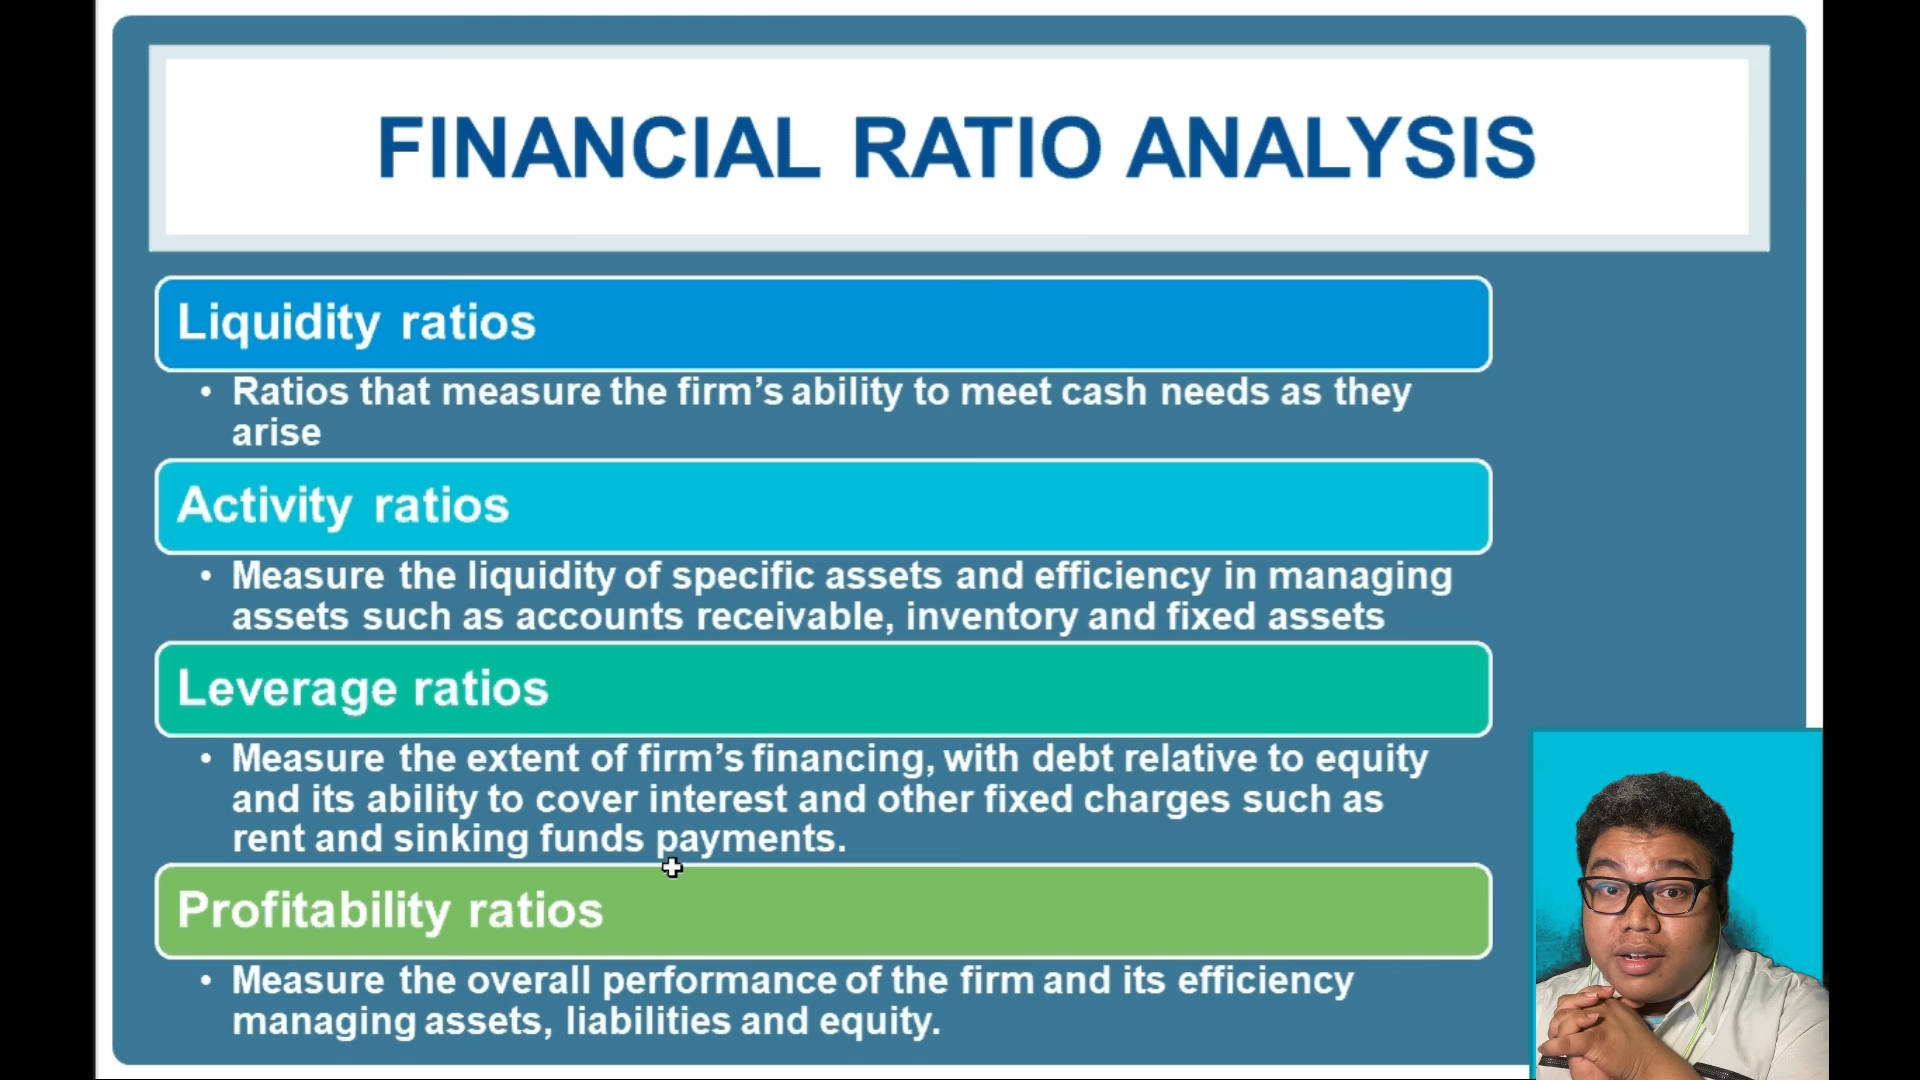 FINANCIAL RATIO ANALYSIS
Liquidity ratios
• Ratios that measure the firm’s ability to meet cash needs as they
arise
Activity ratios
• Measure the liquidity of specific assets and efficiency in managing
assets such as accounts receivable, inventory and fixed assets
Leverage ratios
• Measure the extent of firm’s financing, with debt relative to equity
and its ability to cover interest and other fixed charges such as
rent and sinking funds payments.
Profitability ratios
• Measure the overall performance of the firm and its efficiency
managing assets, liabilities and equity.